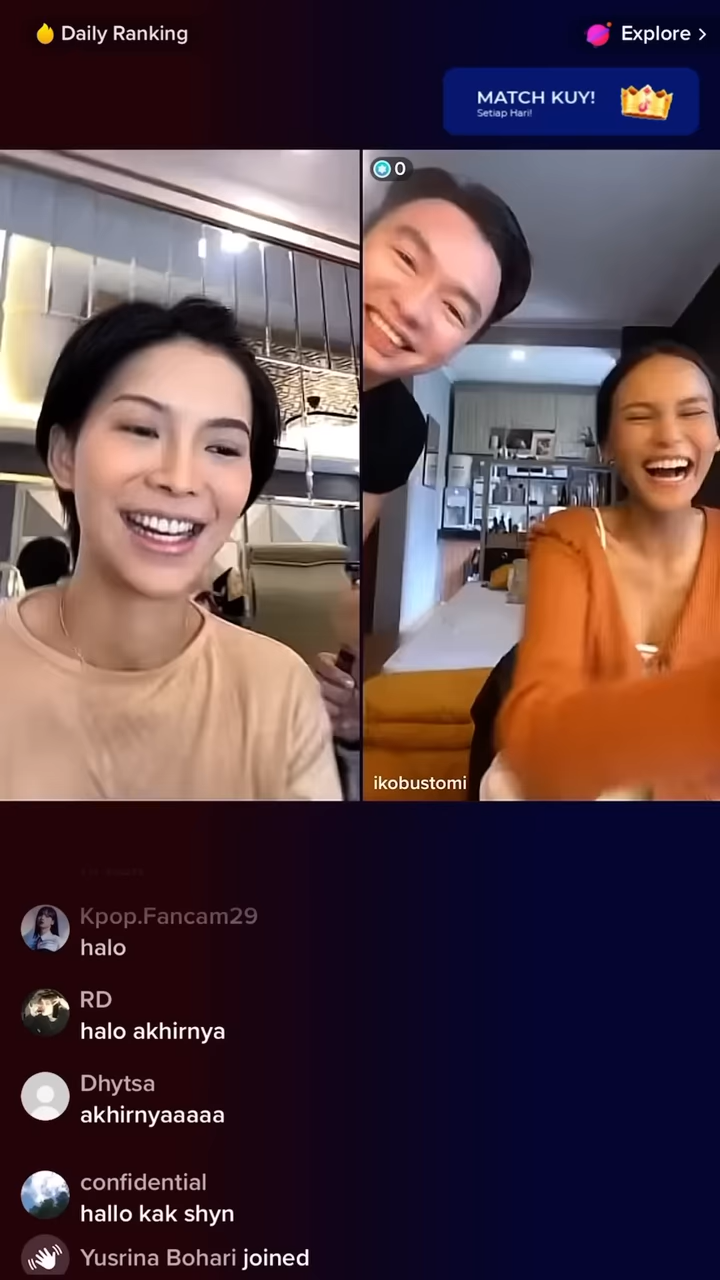 Daily Ranking
Explore >
MATCH KUY!
Setiap Hari!
0
ikobustomi
Kpop.Fancam29
halo
RD
halo akhirnya
Dhytsa
akhirnyaaaaa
confidential
hallo kak shyn
Yusrina Bohari joined